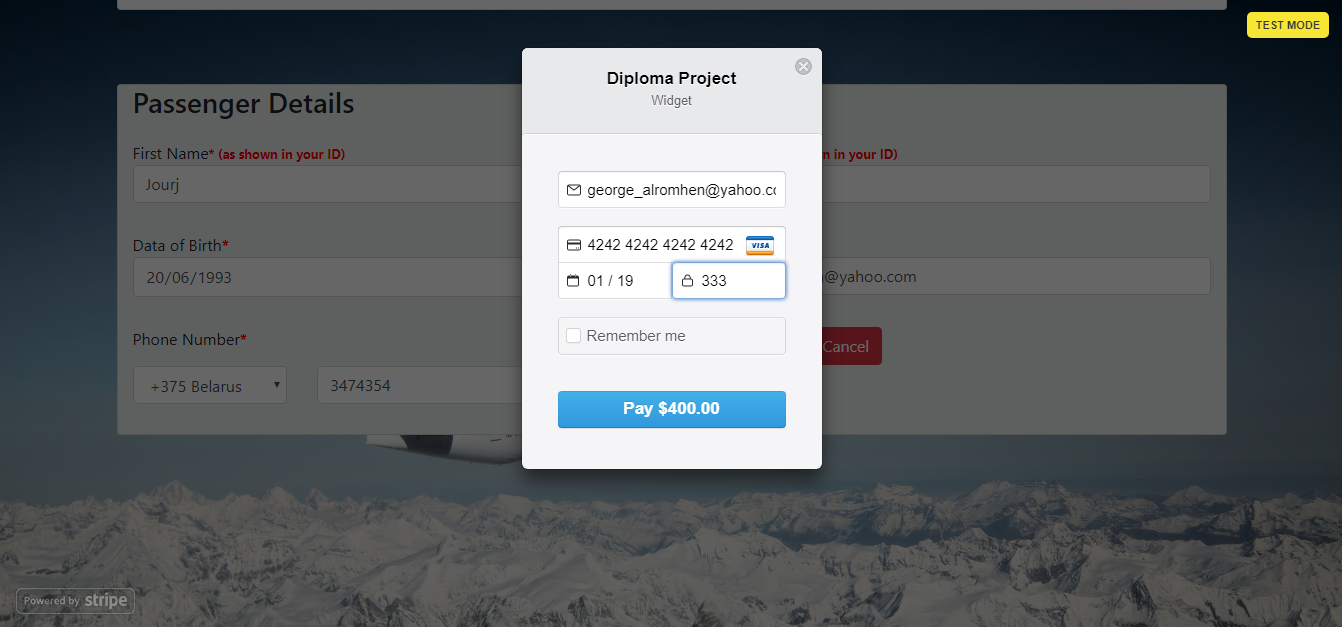 TEST MODE
Diploma Project
Widget
Passenger Details
First Name* (as shown in your ID)
n in your ID)
Jourj
george_alromhen@yahoo.co
4242 4242 4242 4242 VISA
Data of Birth*
20/06/1993
01 / 19
333
@yahoo.com
Phone Number*
Remember me
Cancel
+375 Belarus
3474354
Pay $400.00
Powered by stripe